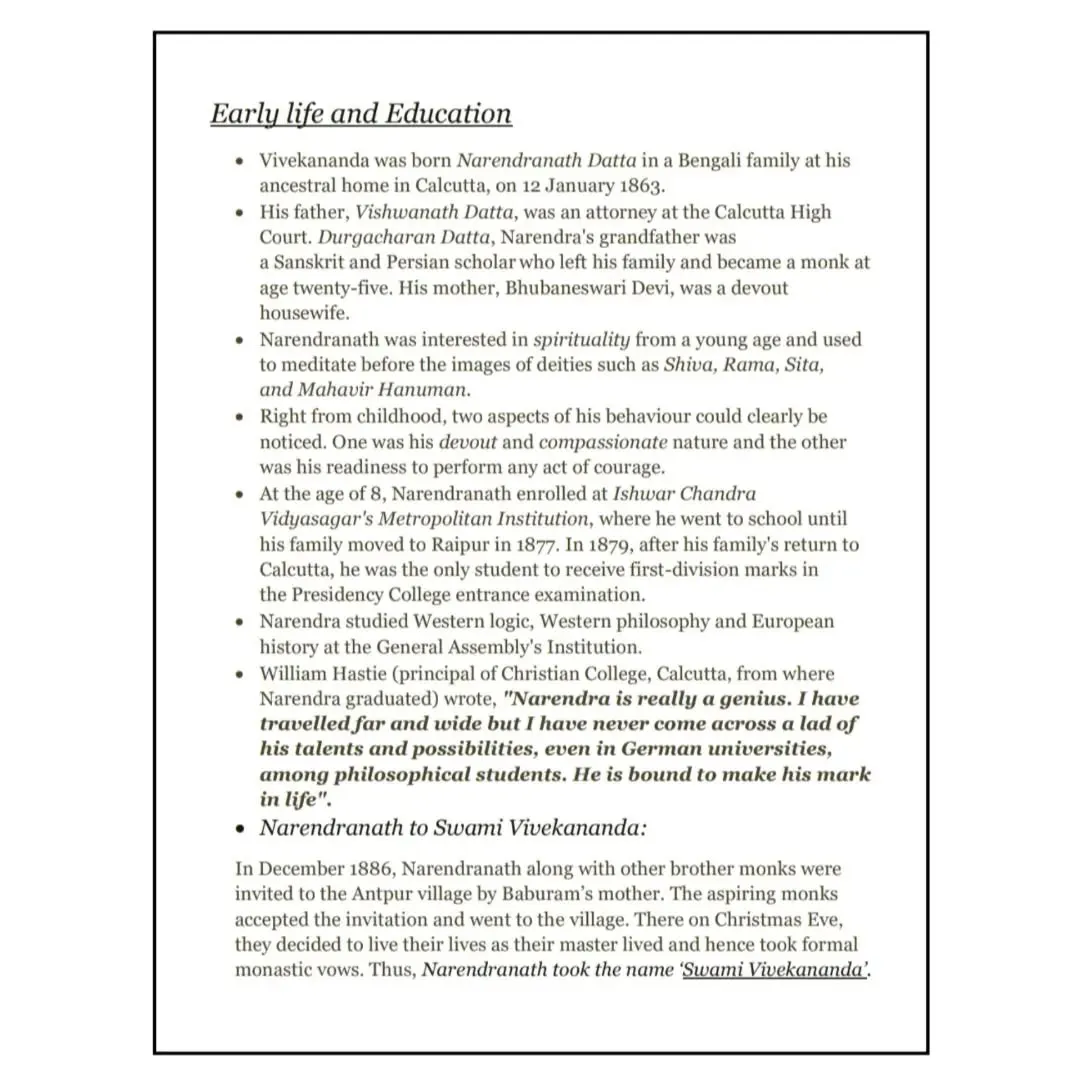 Early life and Education
• Vivekananda was born Narendranath Datta in a Bengali family at his
ancestral home in Calcutta, on 12 January 1863.
• His father, Vishwanath Datta, was an attorney at the Calcutta High
Court. Durgacharan Datta, Narendra's grandfather was
a Sanskrit and Persian scholar who left his family and became a monk at
age twenty-five. His mother, Bhubaneswari Devi, was a devout
housewife.
• Narendranath was interested in spirituality from a young age and used
to meditate before the images of deities such as Shiva, Rama, Sita,
and Mahavir Hanuman.
• Right from childhood, two aspects of his behaviour could clearly be
noticed. One was his devout and compassionate nature and the other
was his readiness to perform any act of courage.
• At the age of 8, Narendranath enrolled at Ishwar Chandra
Vidyasagar's Metropolitan Institution, where he went to school until
his family moved to Raipur in 1877. In 1879, after his family's return to
Calcutta, he was the only student to receive first-division marks in
the Presidency College entrance examination.
• Narendra studied Western logic, Western philosophy and European
history at the General Assembly's Institution.
• William Hastie (principal of Christian College, Calcutta, from where
Narendra graduated) wrote, "Narendra is really a genius. I have
travelled far and wide but I have never come across a lad of
his talents and possibilities, even in German universities,
among philosophical students. He is bound to make his mark
in life".
• Narendranath to Swami Vivekananda:
In December 1886, Narendranath along with other brother monks were
invited to the Antpur village by Baburam’s mother. The aspiring monks
accepted the invitation and went to the village. There on Christmas Eve,
they decided to live their lives as their master lived and hence took formal
monastic vows. Thus, Narendranath took the name ‘Swami Vivekananda’.